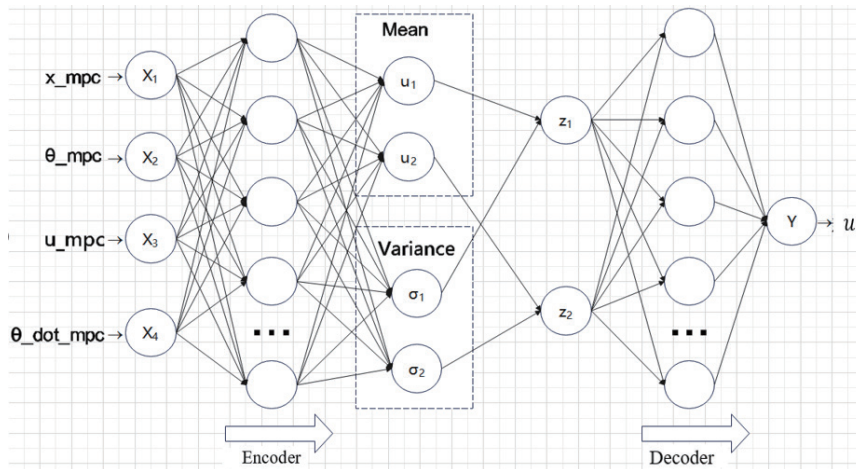 x_mpc
X₁
θ_mpc
X₂
u_mpc
X₃
θ_dot_mpc
X₄
...
Mean
u₁
u₂
Variance
σ₁
σ₂
z₁
z₂
...
Y
u
Encoder
Decoder